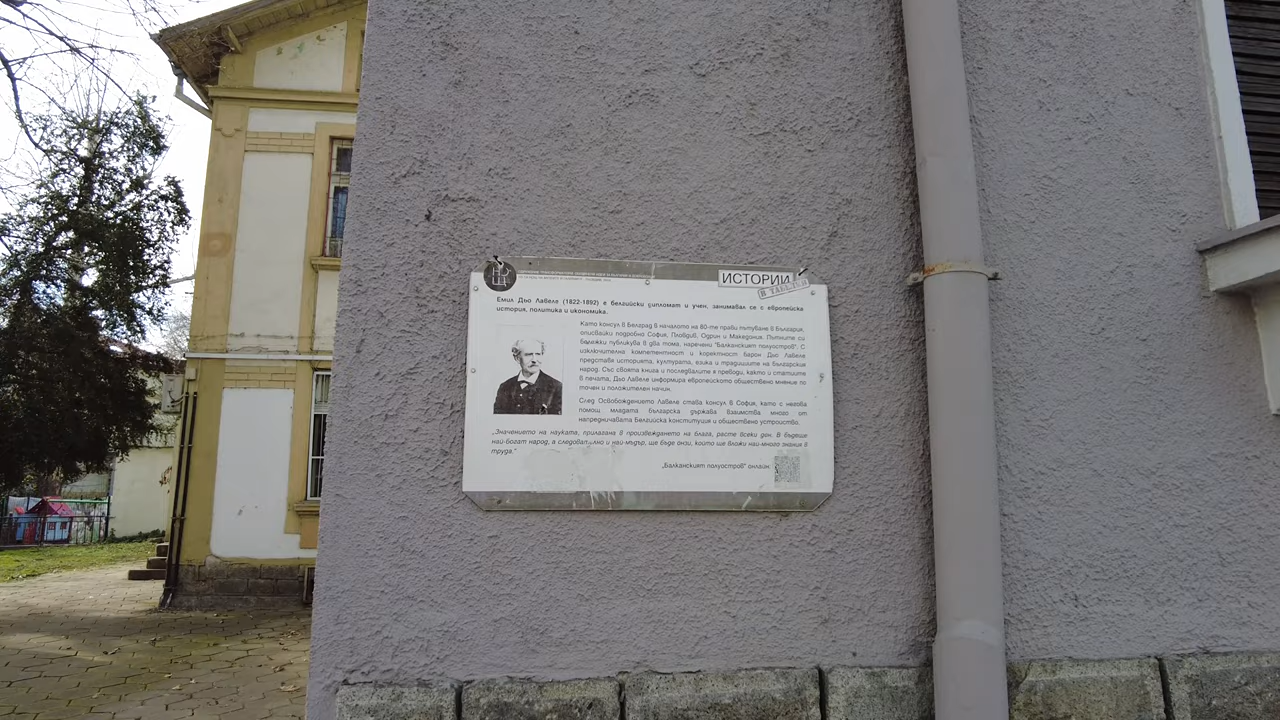 ИСТОРИИ
В ТАБЕЛКИ
Емил Дьо Лавеле (1822-1892) е белгийски дипломат и учен, занимавал се с европейска
история, политика и икономика.
Като консул в Белград в началото на 80-те прави пътуване в България,
описвайки подробно София, Пловдив, Одрин и Македония. Пътните си
бележки публикува в два тома, наречени "Балканският полуостров". С
изключителна компетентност и коректност барон Дьо Лавеле
представя историята, културата, езика и традициите на българския
народ. Със своята книга и последвалите я преводи, както и статиите
в печата, Дьо Лавеле информира европейското обществено мнение по
точен и положителен начин.
След Освобождението Лавеле става консул в София, като с негова
помощ младата българска държава взаимства много от
напредничавата Белгийска конституция и обществено устройство.
„Значението на науката, прилагана в произвеждането на блага, расте всеки ден. В бъдеще
най-богат народ, а следователно и най-мъдър, ще бъде онзи, които ще вложи най-много знания в
труда."
„Балканският полуостров" онлайн: